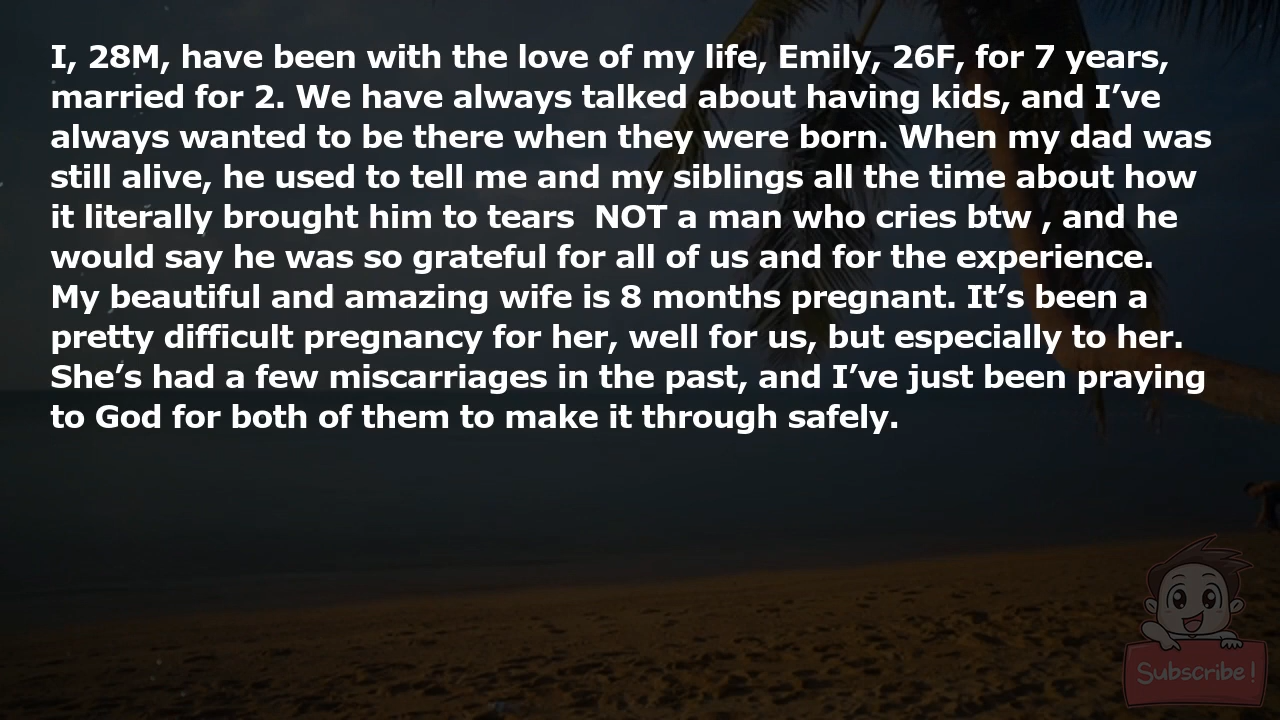 I, 28M, have been with the love of my life, Emily, 26F, for 7 years,
married for 2. We have always talked about having kids, and I’ve
always wanted to be there when they were born. When my dad was
still alive, he used to tell me and my siblings all the time about how
it literally brought him to tears  NOT a man who cries btw , and he
would say he was so grateful for all of us and for the experience.
My beautiful and amazing wife is 8 months pregnant. It’s been a
pretty difficult pregnancy for her, well for us, but especially to her.
She’s had a few miscarriages in the past, and I’ve just been praying
to God for both of them to make it through safely.
Subscribe!